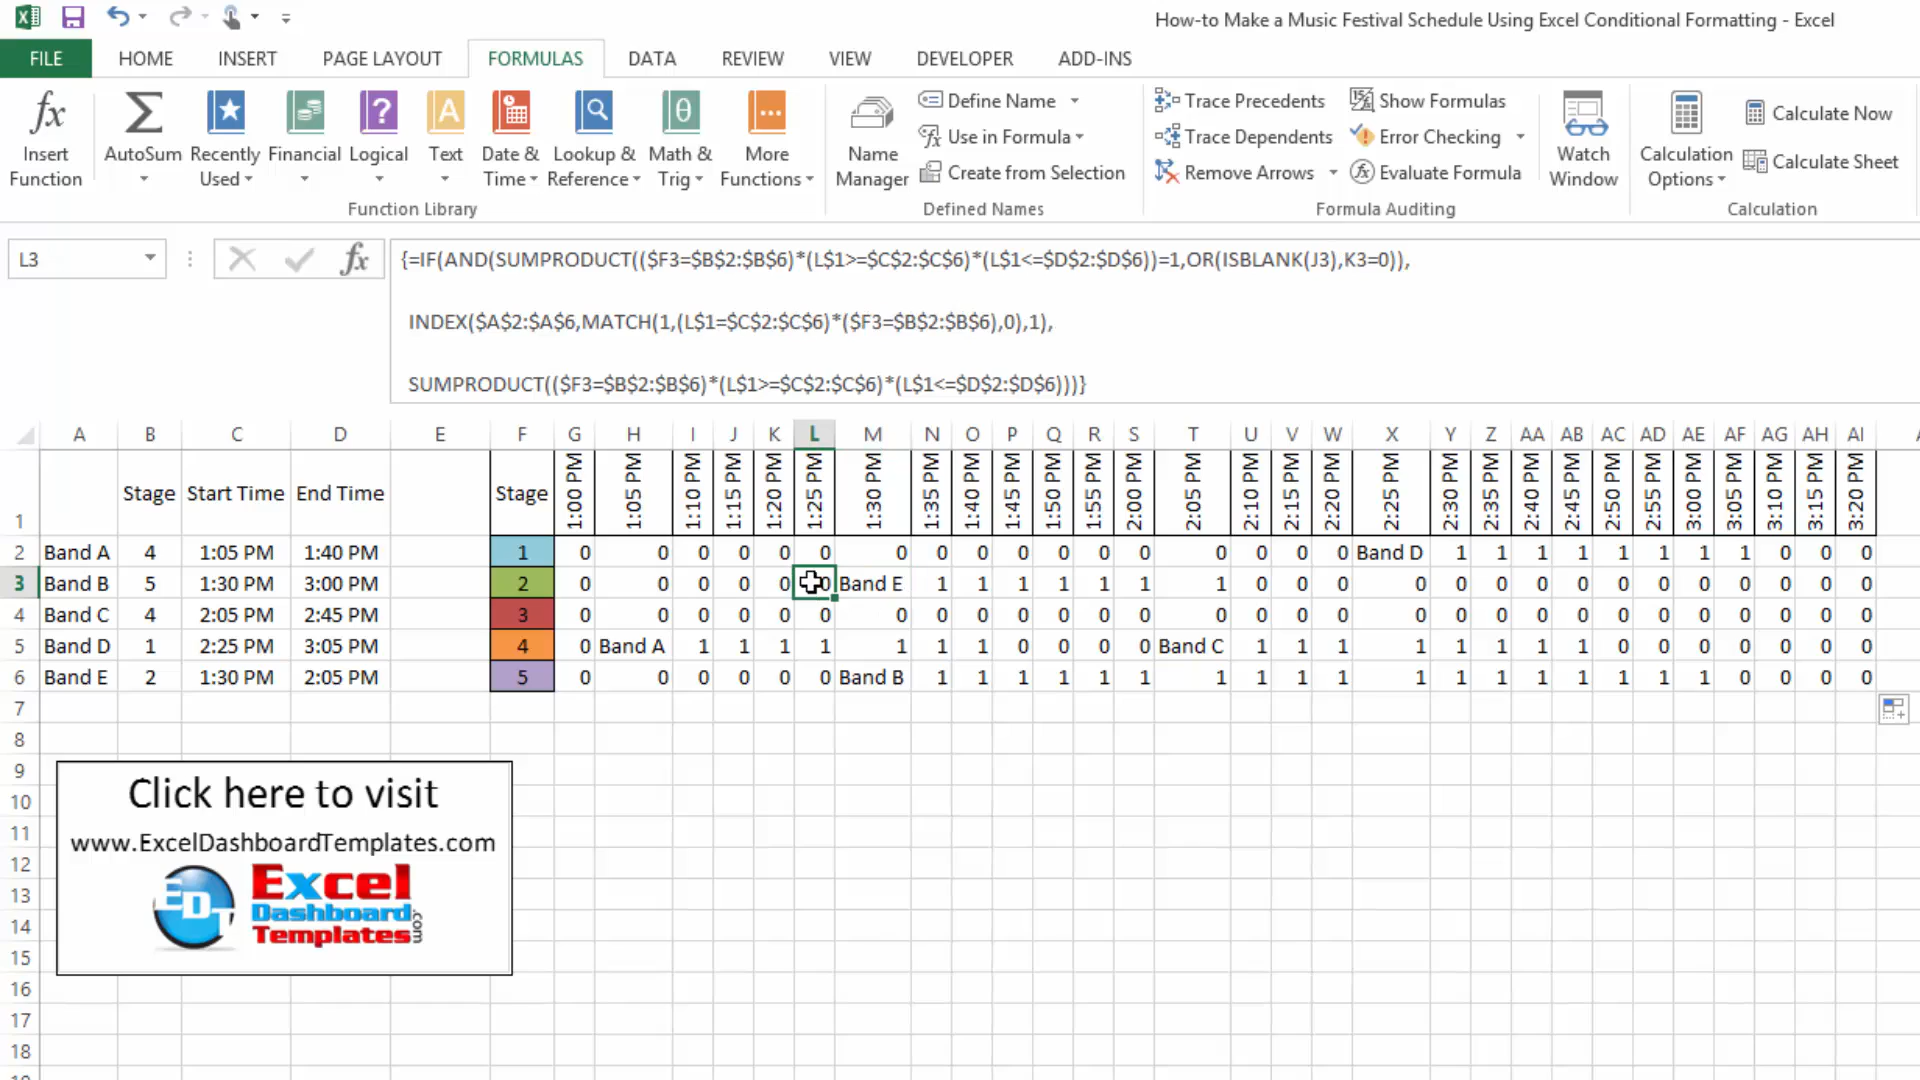 How-to Make a Music Festival Schedule Using Excel Conditional Formatting - Excel
FILE HOME INSERT PAGE LAYOUT FORMULAS DATA REVIEW VIEW DEVELOPER ADD-INS
Insert Function
AutoSum
Recently Used
Financial
Logical
Text
Date & Time
Lookup & Reference
Math & Trig
More Functions
Function Library
Name Manager
Define Name
Use in Formula
Create from Selection
Defined Names
Trace Precedents
Trace Dependents
Remove Arrows
Show Formulas
Error Checking
Evaluate Formula
Formula Auditing
Watch Window
Calculation Options
Calculate Now
Calculate Sheet
Calculation
L3
fx
{=IF(AND(SUMPRODUCT(($F3=$B$2:$B$6)*(L$1>=$C$2:$C$6)*(L$1<=$D$2:$D$6))=1,OR(ISBLANK(J3),K3=0)),
INDEX($A$2:$A$6,MATCH(1,(L$1=$C$2:$C$6)*($F3=$B$2:$B$6),0),1),
SUMPRODUCT(($F3=$B$2:$B$6)*(L$1>=$C$2:$C$6)*(L$1<=$D$2:$D$6)))}
A B C D E F G H I J K L M N O P Q R S T U V W X Y Z AA AB AC AD AE AF AG AH AI
1 Stage Start Time End Time Stage 1:00 PM 1:05 PM 1:10 PM 1:15 PM 1:20 PM 1:25 PM 1:30 PM 1:35 PM 1:40 PM 1:45 PM 1:50 PM 1:55 PM 2:00 PM 2:05 PM 2:10 PM 2:15 PM 2:20 PM 2:25 PM 2:30 PM 2:35 PM 2:40 PM 2:45 PM 2:50 PM 2:55 PM 3:00 PM 3:05 PM 3:10 PM 3:15 PM 3:20 PM
2 Band A 4 1:05 PM 1:40 PM 1 0 0 0 0 0 0 0 0 0 0 0 0 0 0 0 0 0 Band D 1 1 1 1 1 1 1 1 0 0 0
3 Band B 5 1:30 PM 3:00 PM 2 0 0 0 0 0 0 Band E 1 1 1 1 1 1 1 0 0 0 0 0 0 0 0 0 0 0 0 0 0 0
4 Band C 4 2:05 PM 2:45 PM 3 0 0 0 0 0 0 0 0 0 0 0 0 0 0 0 0 0 0 0 0 0 0 0 0 0 0 0 0 0
5 Band D 1 2:25 PM 3:05 PM 4 0 Band A 1 1 1 1 1 1 1 0 0 0 0 Band C 1 1 1 1 1 1 1 1 0 0 0 0 0 0 0
6 Band E 2 1:30 PM 2:05 PM 5 0 0 0 0 0 0 Band B 1 1 1 1 1 1 1 1 1 1 1 1 1 1 1 1 1 1 0 0 0 0
7
8
9
10
11
12
13
14
15
16
17
18
Click here to visit
www.ExcelDashboardTemplates.com
EDT
Excel
Dashboard
Templates.com